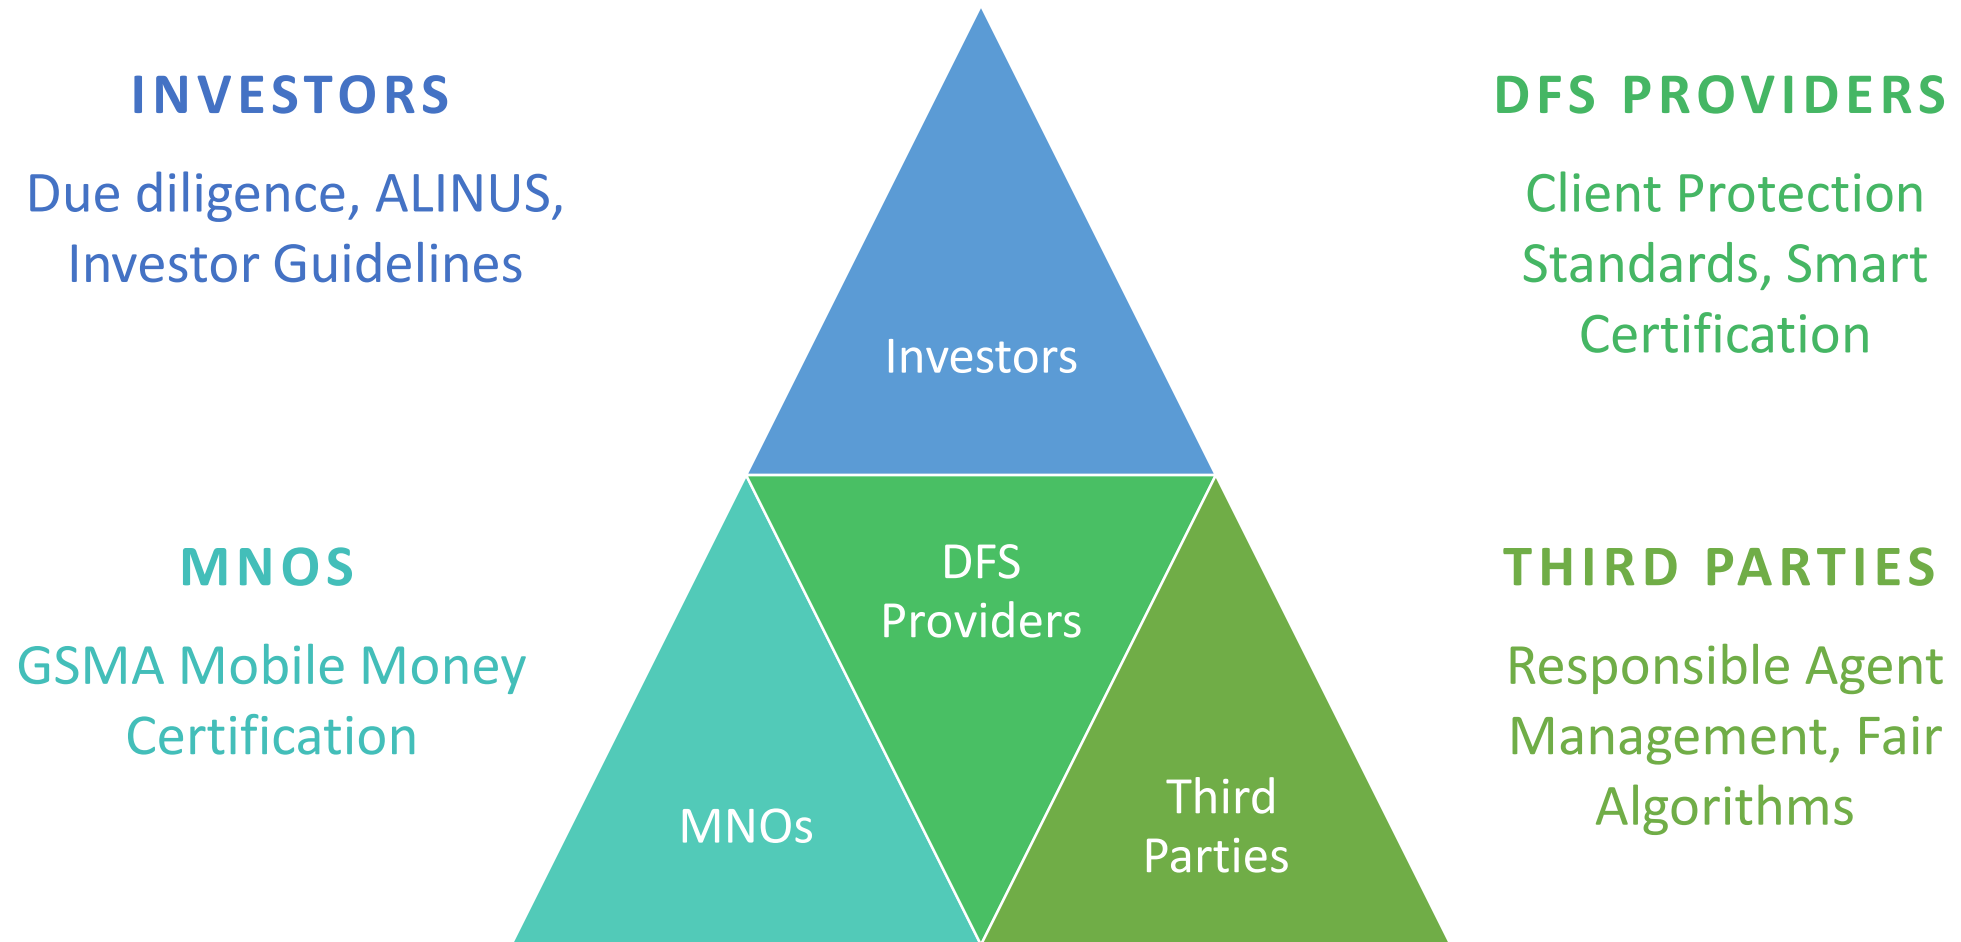 INVESTORS
Due diligence, ALINUS,
Investor Guidelines
DFS PROVIDERS
Client Protection
Standards, Smart
Certification
Investors
DFS
Providers
MNOs
Third
Parties
MNOS
GSMA Mobile Money
Certification
THIRD PARTIES
Responsible Agent
Management, Fair
Algorithms